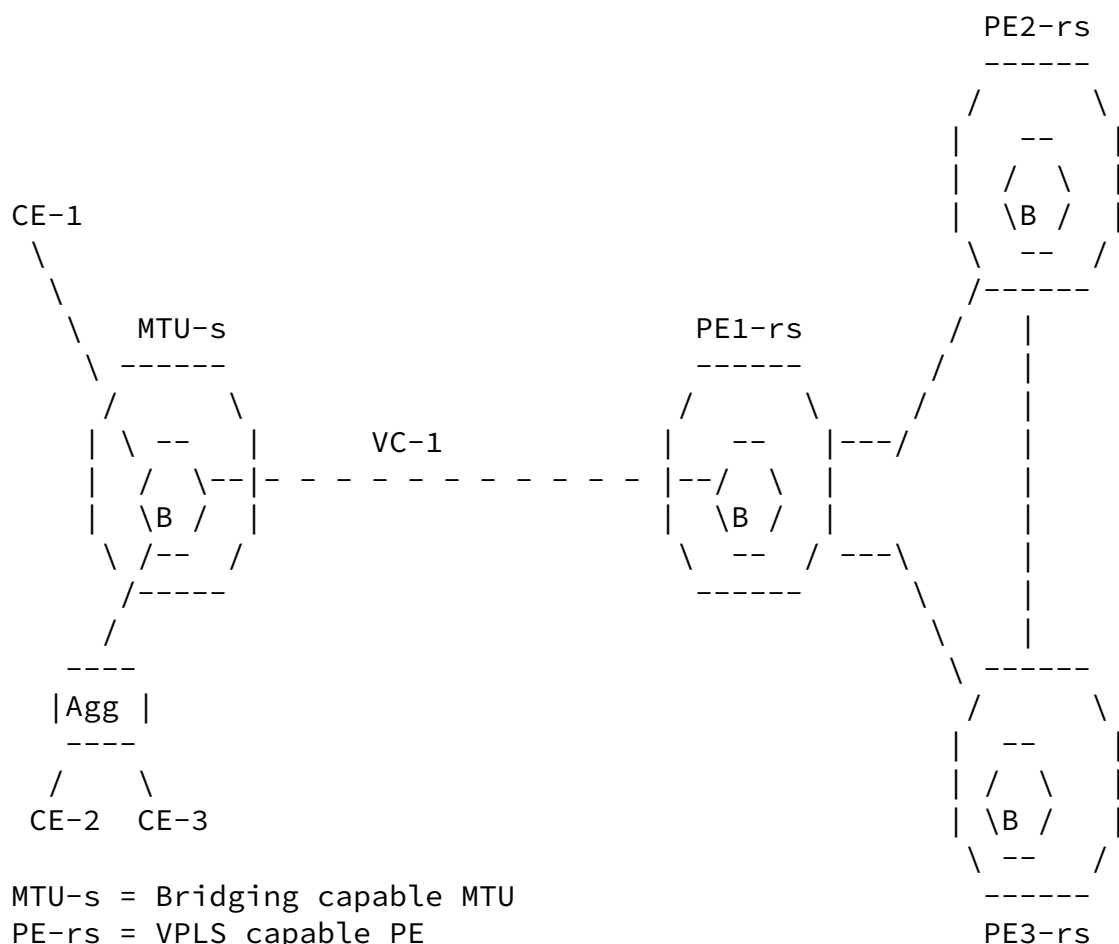 PE2-rs
B
CE-1
MTU-s PE1-rs
VC-1
B B
|Agg |
CE-2 CE-3 B
MTU-s = Bridging capable MTU
PE-rs = VPLS capable PE PE3-rs